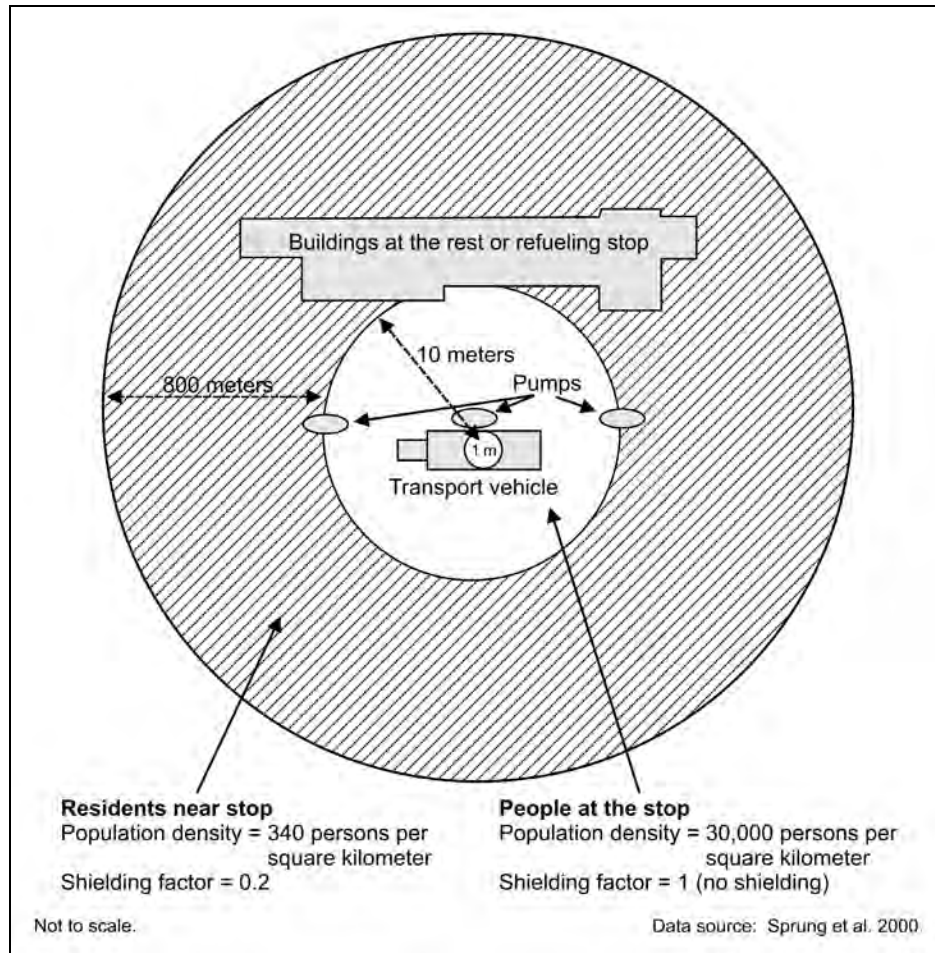 Buildings at the rest or refueling stop
10 meters
800 meters
Pumps
1 m
Transport vehicle
Residents near stop
Population density = 340 persons per
square kilometer
Shielding factor = 0.2
People at the stop
Population density = 30,000 persons per
square kilometer
Shielding factor = 1 (no shielding)
Not to scale.
Data source: Sprung et al. 2000